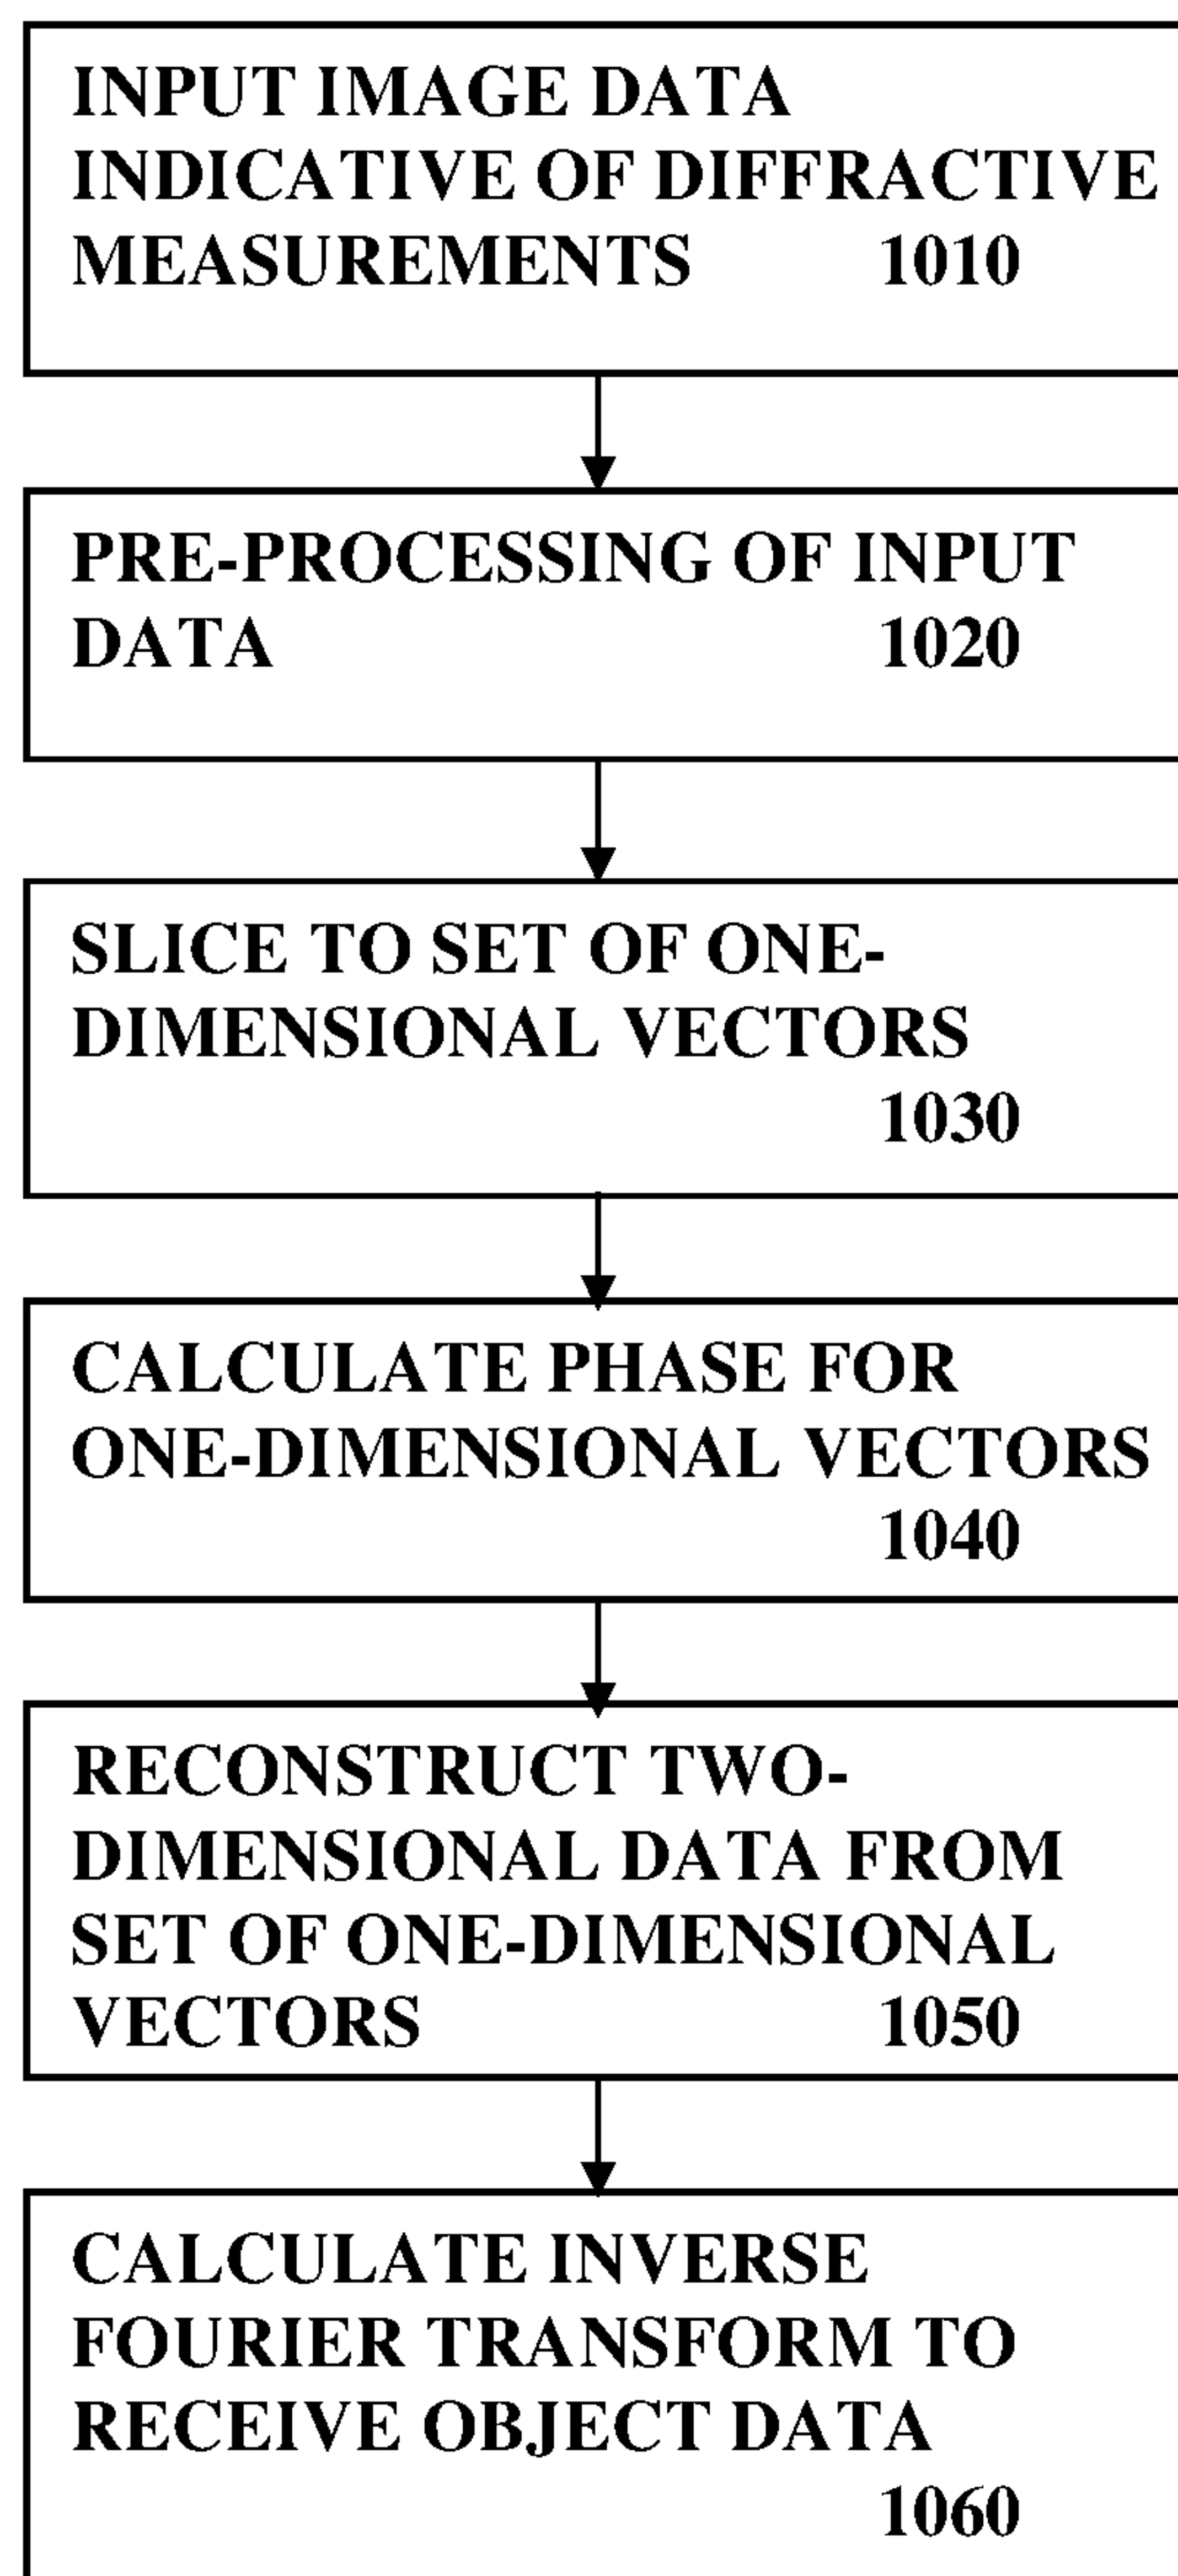 INPUT IMAGE DATA
INDICATIVE OF DIFFRACTIVE
MEASUREMENTS 1010
PRE-PROCESSING OF INPUT
DATA 1020
SLICE TO SET OF ONE-
DIMENSIONAL VECTORS
1030
CALCULATE PHASE FOR
ONE-DIMENSIONAL VECTORS
1040
RECONSTRUCT TWO-
DIMENSIONAL DATA FROM
SET OF ONE-DIMENSIONAL
VECTORS 1050
CALCULATE INVERSE
FOURIER TRANSFORM TO
RECEIVE OBJECT DATA
1060